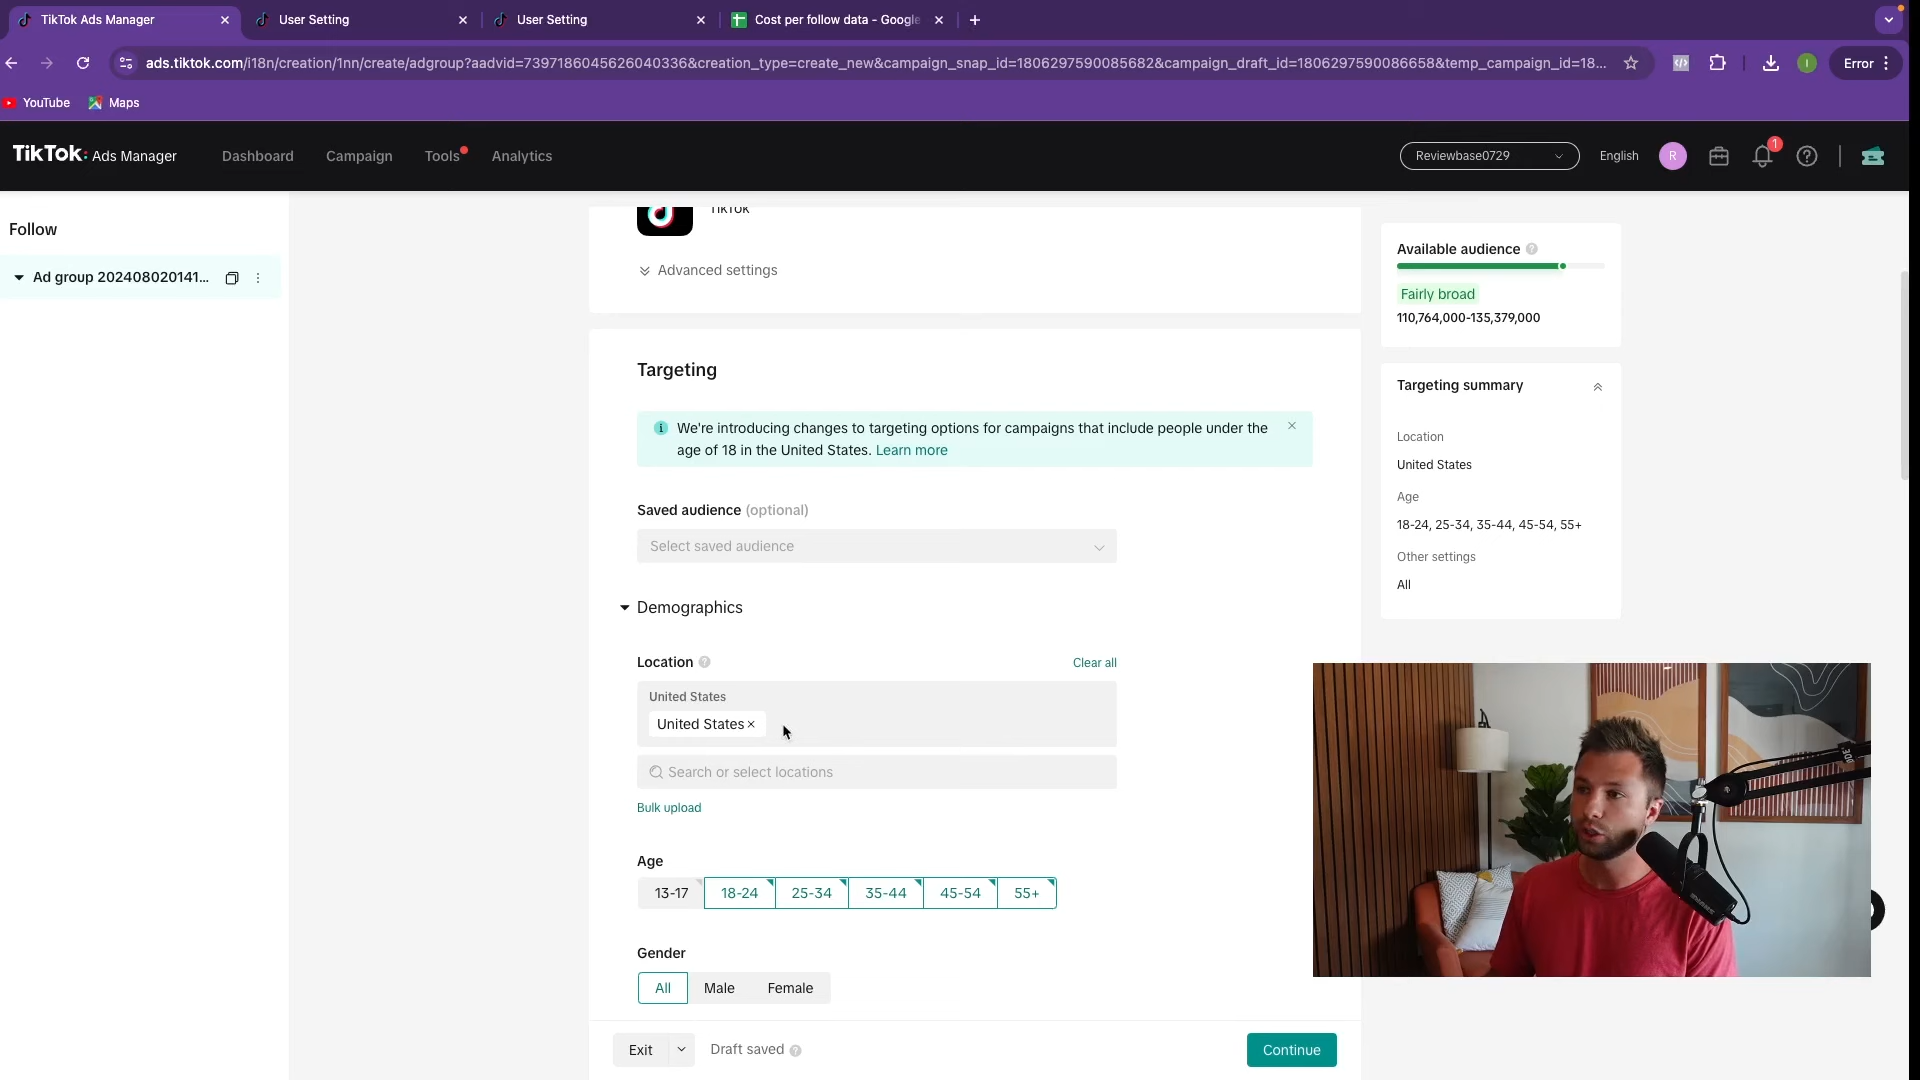 TikTok Ads Manager
User Setting
User Setting
Cost per follow data - Google
ads.tiktok.com/i18n/creation/1nn/create/adgroup?aadvid=7397186045626040336&creation_type=create_new&campaign_snap_id=1806297590085682&campaign_draft_id=1806297590086658&temp_campaign_id=18...
Error
YouTube
Maps
TikTok: Ads Manager
Dashboard
Campaign
Tools
Analytics
Reviewbase0729
English
R
1
Follow
Ad group 202408020141...
TikTok
Advanced settings
Targeting
We're introducing changes to targeting options for campaigns that include people under the
age of 18 in the United States. Learn more
Saved audience (optional)
Select saved audience
Demographics
Location
Clear all
United States
United States
Search or select locations
Bulk upload
Age
13-17
18-24
25-34
35-44
45-54
55+
Gender
All
Male
Female
Exit
Draft saved
Continue
Available audience
Fairly broad
110,764,000-135,379,000
Targeting summary
Location
United States
Age
18-24, 25-34, 35-44, 45-54, 55+
Other settings
All